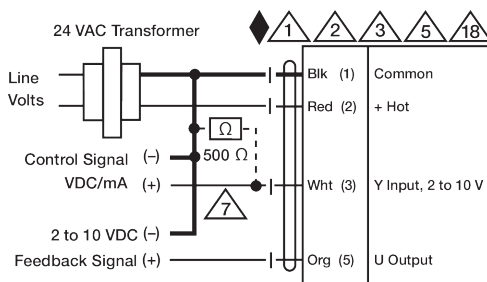 24 VAC Transformer
1 2 3 5 18
Line
Volts
Blk (1) Common
Red (2) + Hot
Ω
500 Ω
Control Signal (–)
VDC/mA (+)
Wht (3) Y Input, 2 to 10 V
7
2 to 10 VDC (–)
Feedback Signal (+)
Org (5) U Output